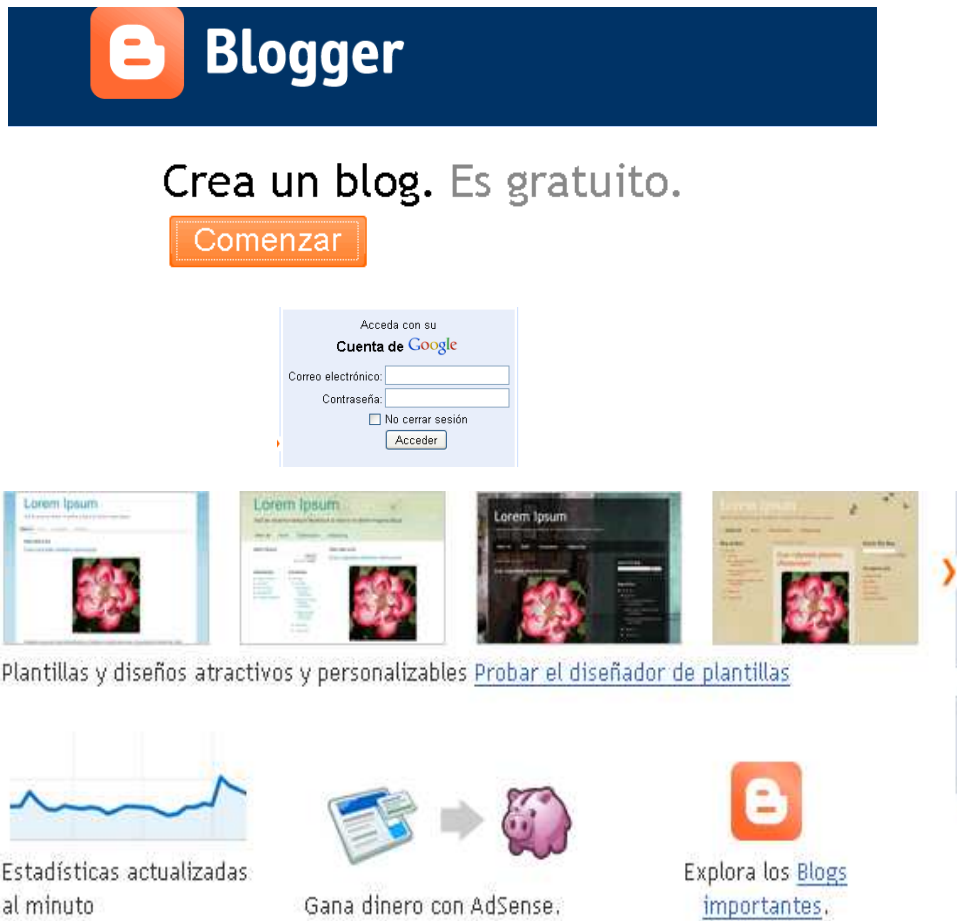 Blogger
Crea un blog. Es gratuito.
Comenzar
Acceda con su
Cuenta de Google
Correo electrónico:
Contraseña:
No cerrar sesión
Acceder
Lorem Ipsum
Lorem Ipsum
Lorem Ipsum
Lorem Ipsum
Plantillas y diseños atractivos y personalizables Probar el diseñador de plantillas
Estadísticas actualizadas
al minuto
Gana dinero con AdSense.
Explora los Blogs
importantes.